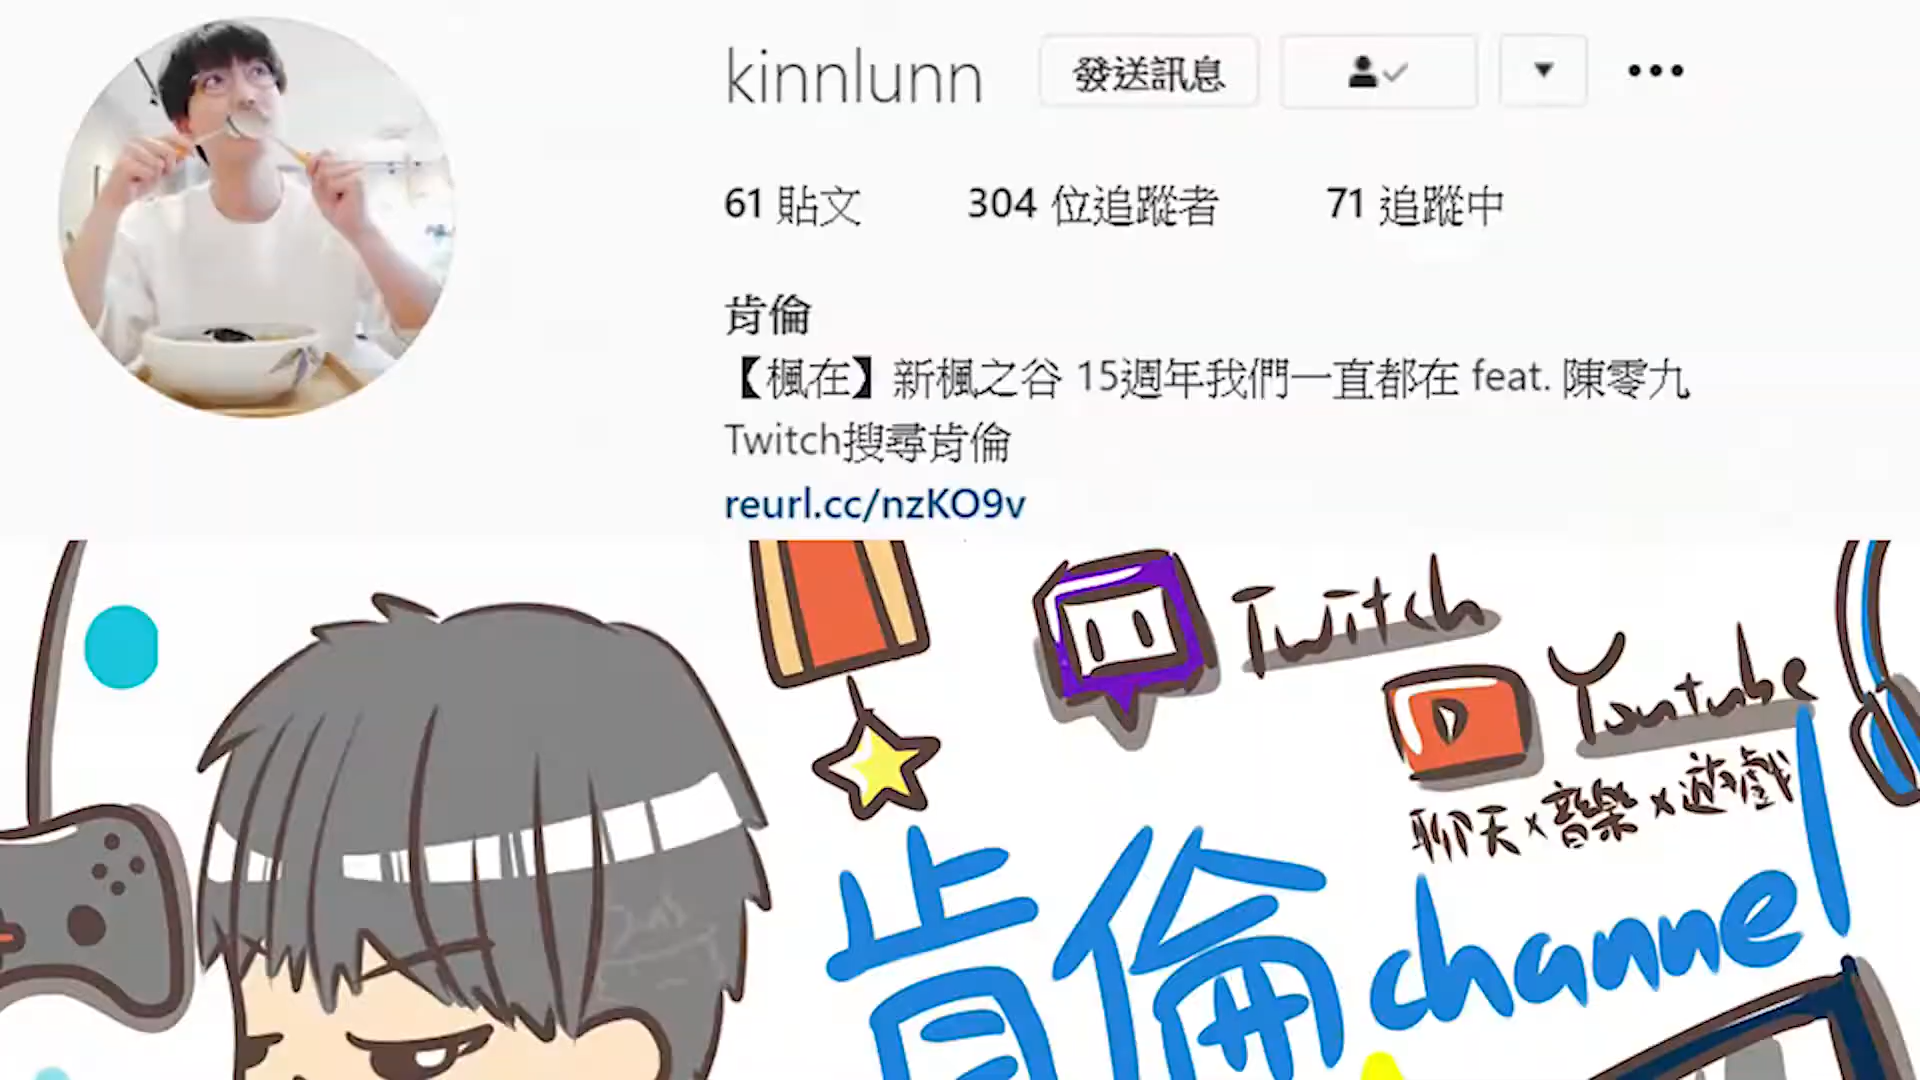 kinnlunn 發送訊息
61 貼文 304 位追蹤者 71 追蹤中
肯倫
【楓在】新楓之谷 15週年我們一直都在 feat. 陳零九
Twitch搜尋肯倫
reurl.cc/nzKO9v
Twitch
Youtube
聊天x音樂x遊戲
肯倫channel